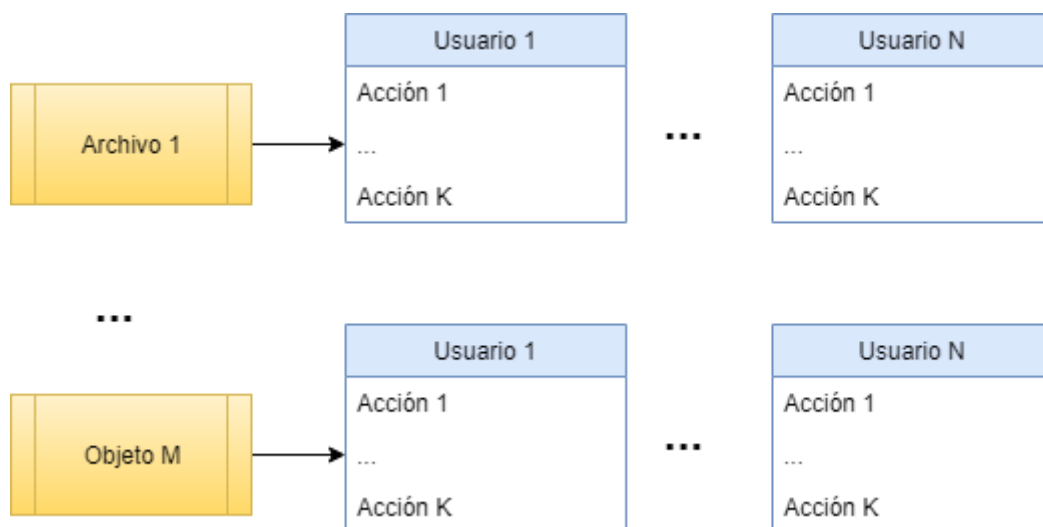 Usuario 1
Usuario N
Archivo 1
Acción 1
...
Acción K
...
Acción 1
...
Acción K
...
Usuario 1
Usuario N
Objeto M
Acción 1
...
Acción K
...
Acción 1
...
Acción K